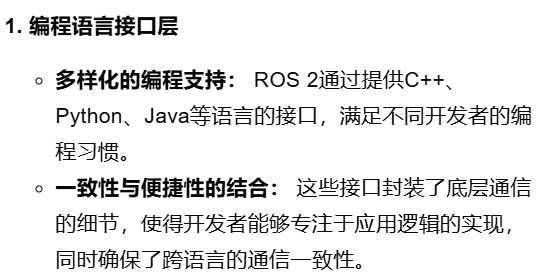 1. 编程语言接口层
多样化的编程支持： ROS 2通过提供C++、
Python、Java等语言的接口，满足不同开发者的编
程习惯。
一致性与便捷性的结合： 这些接口封装了底层通信
的细节，使得开发者能够专注于应用逻辑的实现，
同时确保了跨语言的通信一致性。